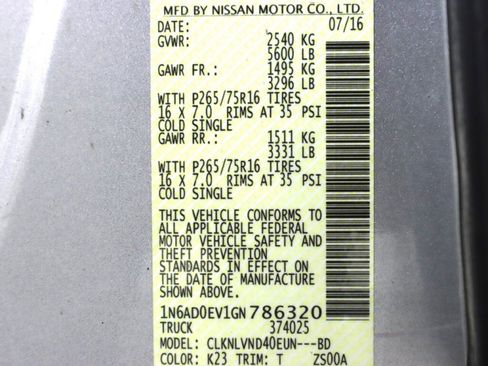 MFD BY NISSAN MOTOR CO., LTD.
DATE: 07/16
GVWR: 2540 KG
5600 LB
GAWR FR.: 1495 KG
3296 LB
WITH P265/75R16 TIRES
16 X 7.0 RIMS AT 35 PSI
COLD SINGLE
GAWR RR.: 1511 KG
3331 LB
WITH P265/75R16 TIRES
16 X 7.0 RIMS AT 35 PSI
COLD SINGLE
THIS VEHICLE CONFORMS TO
ALL APPLICABLE FEDERAL
MOTOR VEHICLE SAFETY AND
THEFT PREVENTION
STANDARDS IN EFFECT ON
THE DATE OF MANUFACTURE
SHOWN ABOVE.
1N6AD0EV1GN 786320
TRUCK 374025
MODEL: CLKNLVND40EUN---BD
COLOR: K23 TRIM: T ZS00A